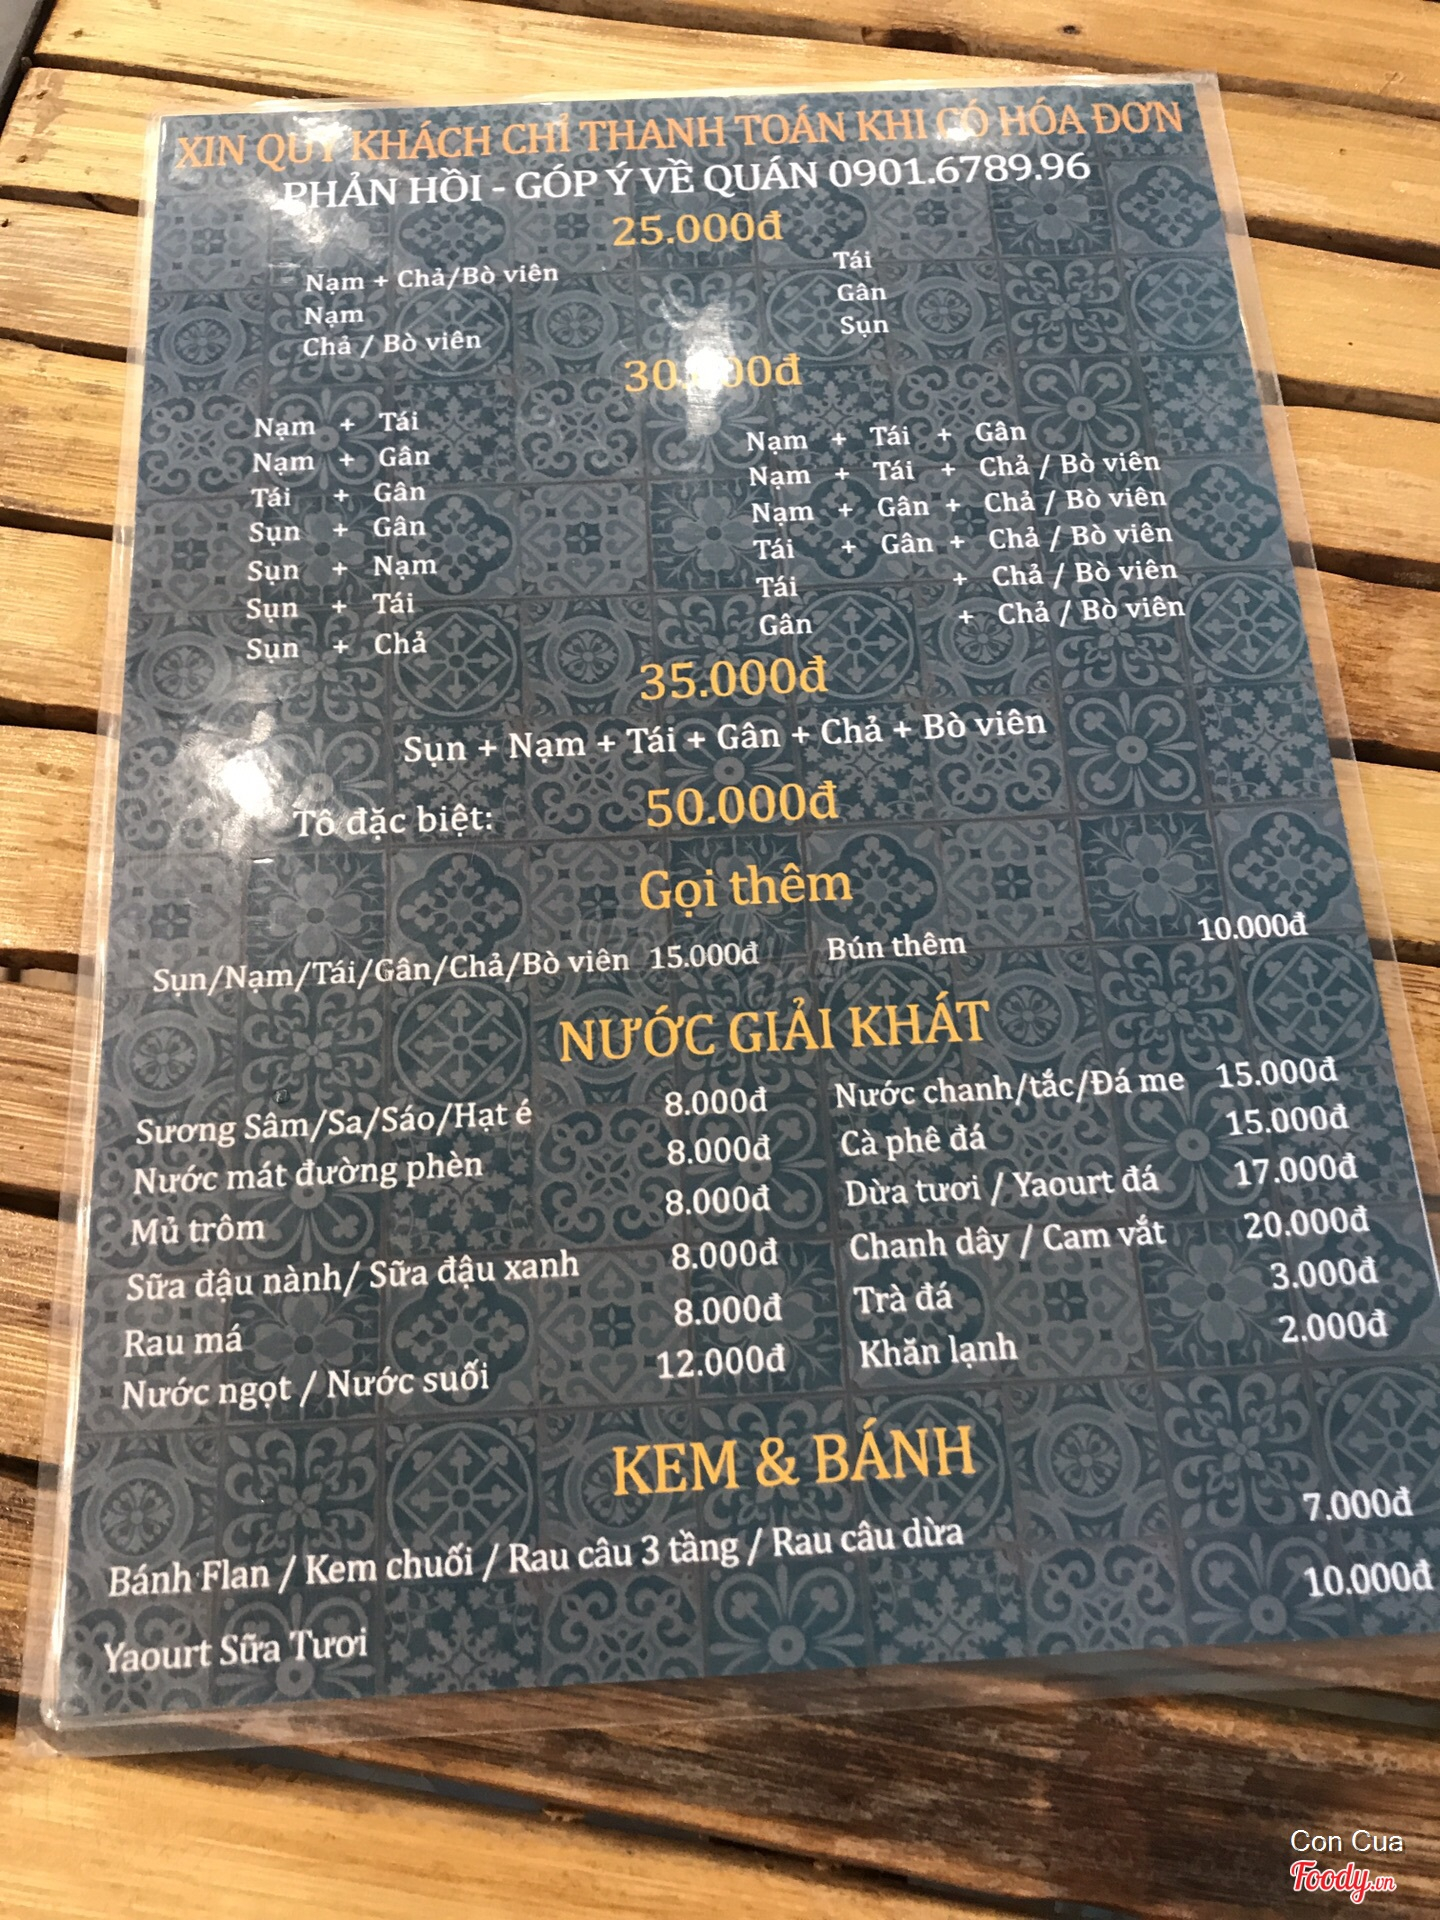 XIN QUÝ KHÁCH CHỈ THANH TOÁN KHI CÓ HÓA ĐƠN
PHẢN HỒI - GÓP Ý VỀ QUÁN 0901.6789.96
25.000đ
Nạm + Chả/Bò viên
Nạm
Chả / Bò viên
Tái
Gân
Sụn
30.000đ
Nạm + Tái
Nạm + Gân
Tái + Gân
Sụn + Gân
Sụn + Nạm
Sụn + Tái
Sụn + Chả
Nạm + Tái + Gân
Nạm + Tái + Chả / Bò viên
Nạm + Gân + Chả / Bò viên
Tái + Gân + Chả / Bò viên
Tái + Chả / Bò viên
Gân + Chả / Bò viên
35.000đ
Sụn + Nạm + Tái + Gân + Chả + Bò viên
Tô đặc biệt: 50.000đ
Gọi thêm
Sụn/Nạm/Tái/Gân/Chả/Bò viên 15.000đ Bún thêm 10.000đ
NƯỚC GIẢI KHÁT
Sương Sâm/Sa/Sáo/Hạt é 8.000đ
Nước mát đường phèn 8.000đ
Mủ trôm 8.000đ
Sữa đậu nành/ Sữa đậu xanh 8.000đ
Rau má 8.000đ
Nước ngọt / Nước suối 12.000đ
Nước chanh/tắc/Đá me 15.000đ
Cà phê đá 15.000đ
Dừa tươi / Yaourt đá 17.000đ
Chanh dây / Cam vắt 20.000đ
Trà đá 3.000đ
Khăn lạnh 2.000đ
KEM & BÁNH
Bánh Flan / Kem chuối / Rau câu 3 tầng / Rau câu dừa 7.000đ
Yaourt Sữa Tươi 10.000đ
Con Cua
Foody.vn